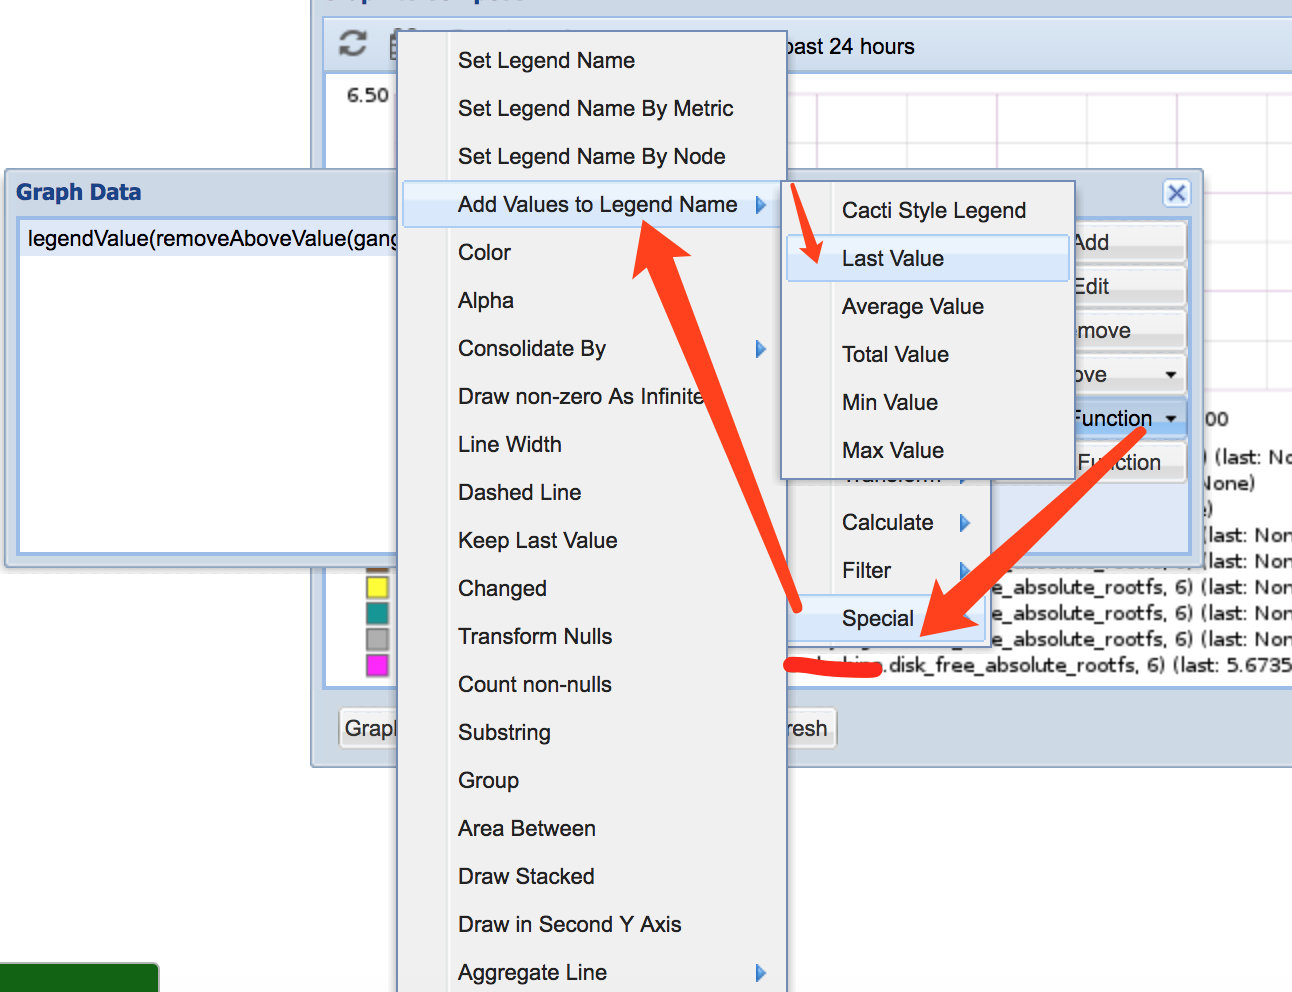 past 24 hours
6.50
Set Legend Name
Set Legend Name By Metric
Set Legend Name By Node
Add Values to Legend Name
Color
Alpha
Consolidate By
Draw non-zero As Infinite
Line Width
Dashed Line
Keep Last Value
Changed
Transform Nulls
Count non-nulls
Substring
Group
Area Between
Draw Stacked
Draw in Second Y Axis
Aggregate Line
Graph Data
legendValue(removeAboveValue(gang
Cacti Style Legend
Last Value
Average Value
Total Value
Min Value
Max Value
Transform
Calculate
Filter
Special
Add
Edit
move
ove
Function
Function
00
) (last: No
None)
)
(last: Non
(last: Non
e_absolute_rootfs, 6) (last: Non
e_absolute_rootfs, 6) (last: Non
e_absolute_rootfs, 6) (last: Non
.disk_free_absolute_rootfs, 6) (last: 5.6735
Graph
resh